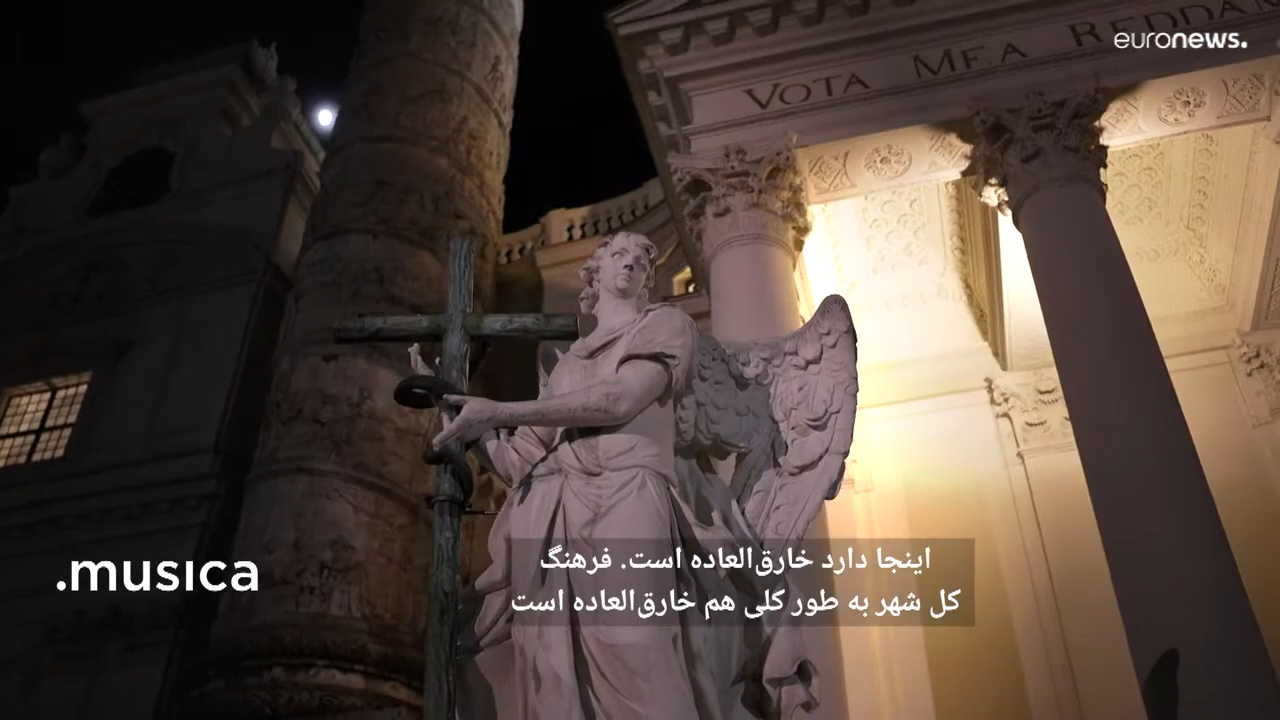 euronews.
VOTA MEA REDDA
.musica
اینجا دارد خارق‌العاده است. فرهنگ
کل شهر به طور کلی هم خارق‌العاده است